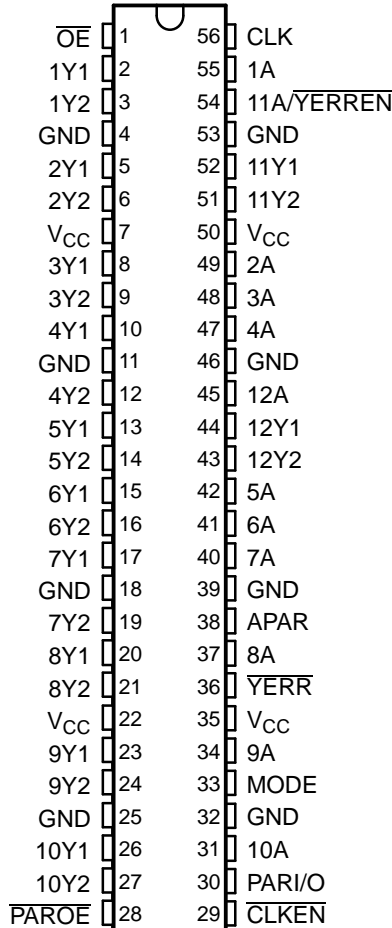 O̅E̅ 1 56 CLK
1Y1 2 55 1A
1Y2 3 54 11A/Y̅E̅R̅R̅E̅N̅
GND 4 53 GND
2Y1 5 52 11Y1
2Y2 6 51 11Y2
VCC 7 50 VCC
3Y1 8 49 2A
3Y2 9 48 3A
4Y1 10 47 4A
GND 11 46 GND
4Y2 12 45 12A
5Y1 13 44 12Y1
5Y2 14 43 12Y2
6Y1 15 42 5A
6Y2 16 41 6A
7Y1 17 40 7A
GND 18 39 GND
7Y2 19 38 APAR
8Y1 20 37 8A
8Y2 21 36 Y̅E̅R̅R̅
VCC 22 35 VCC
9Y1 23 34 9A
9Y2 24 33 MODE
GND 25 32 GND
10Y1 26 31 10A
10Y2 27 30 PARI/O
P̅A̅R̅O̅E̅ 28 29 C̅L̅K̅E̅N̅